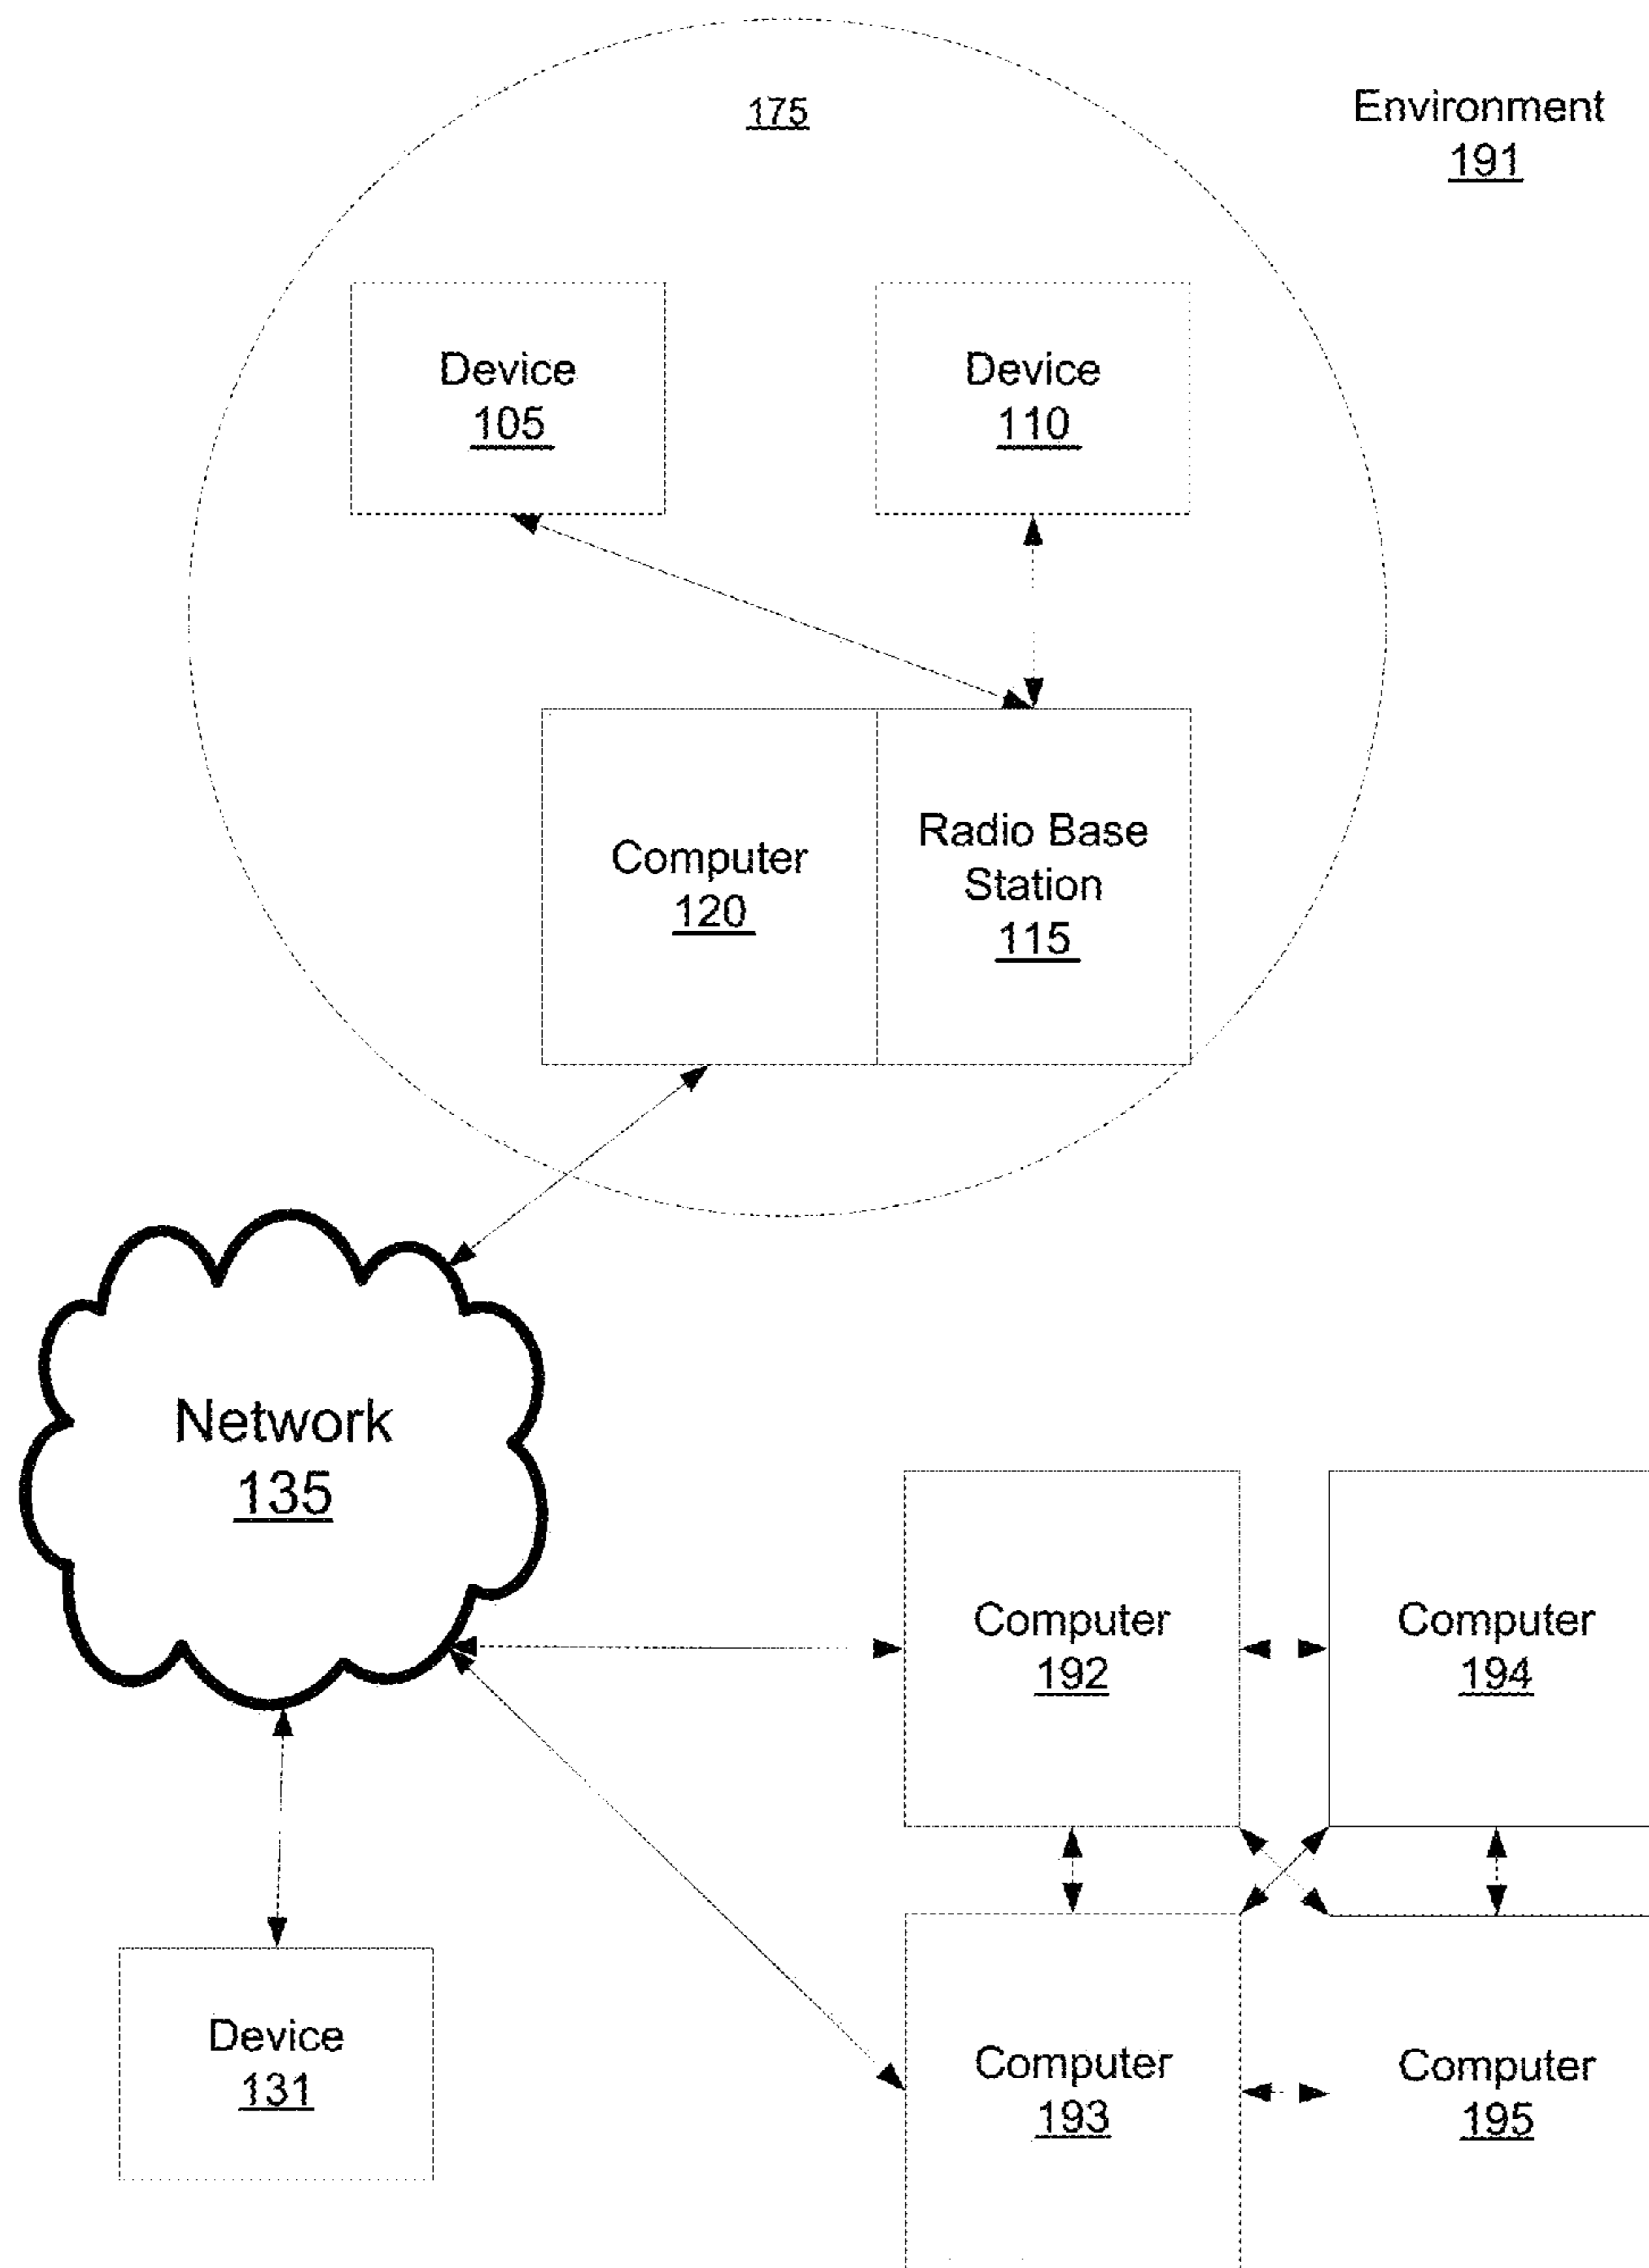 175
Environment
191
Device
105
Device
110
Computer
120
Radio Base
Station
115
Network
135
Computer
192
Computer
194
Device
131
Computer
193
Computer
195